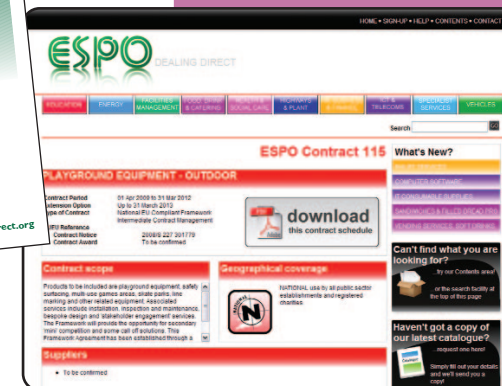 HOME • SIGN-UP • HELP • CONTENTS • CONTACT
ESPO DEALING DIRECT
EDUCATION
ENERGY
FACILITIES MANAGEMENT
FOOD, DRINK & CATERING
HEALTH & SOCIAL CARE
HIGHWAYS & PLANT
TELECOMS
SPECIALIST SERVICES
VEHICLES
Search
GO
ESPO Contract 115
What's New?
PLAYGROUND EQUIPMENT - OUTDOOR
Contract Period 01 Apr 2009 to 31 Mar 2012
Extension Option Up to 31 March 2013
Type of Contract National EU Compliant Framework
Intermediate Contract Management
OJEU Reference
Contract Notice 2008/S 227 301779
Contract Award To be confirmed
rect.org
PDF
Adobe
download
this contract schedule
Contract scope
Products to be included are playground equipment, safety
surfacing, multi-use games areas, skate parks, line
marking and other related equipment. Associated
services include installation, inspection and maintenance,
bespoke design and 'stakeholder engagement' services.
The Framework will provide the opportunity for secondary
'mini' competition and some call off solutions. This
Framework Agreement has been established through a
Geographical coverage
N
NATIONAL
NATIONAL use by all public sector
establishments and registered
charities
Suppliers
• To be confirmed
Can't find what you are
looking for?
..try our Contents area!
..or the search facility at
the top of this page
Haven't got a copy of
our latest catalogue?
..request one here!
Simply fill out your details
and we'll send you a
copy!